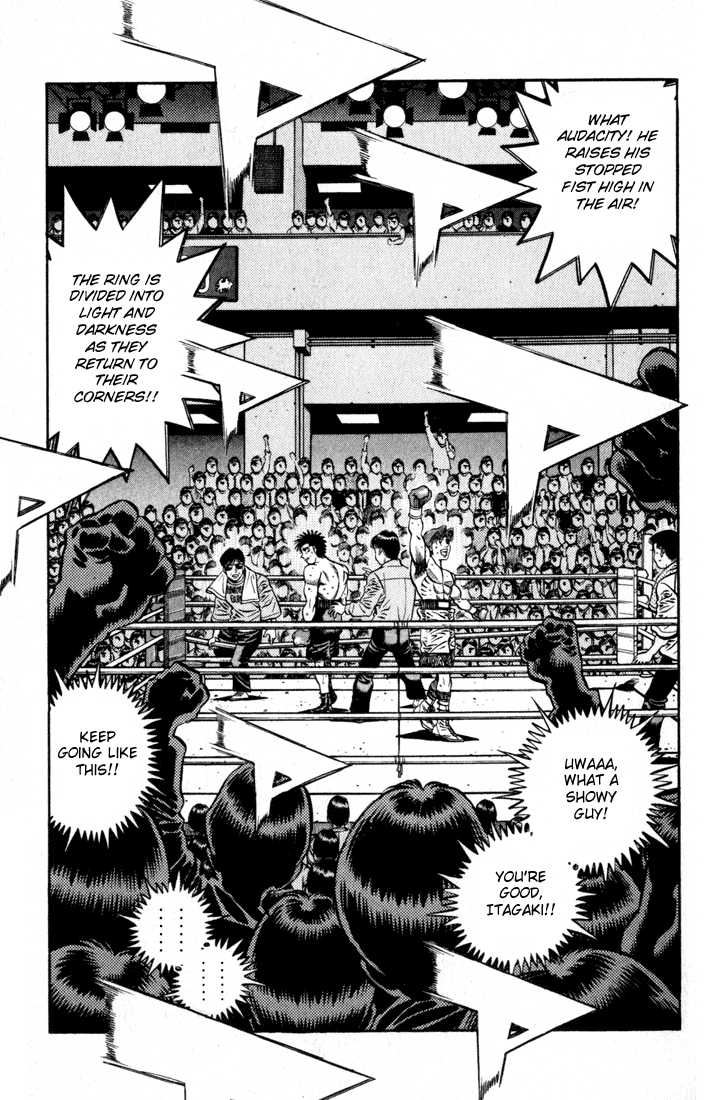 WHAT
AUDACITY! HE
RAISES HIS
STOPPED
FIST HIGH IN
THE AIR!
THE RING IS
DIVIDED INTO
LIGHT AND
DARKNESS
AS THEY
RETURN TO
THEIR
CORNERS!!
KEEP
GOING LIKE
THIS!!
UWAAA,
WHAT A
SHOWY
GUY!
YOU'RE
GOOD,
ITAGAKI!!